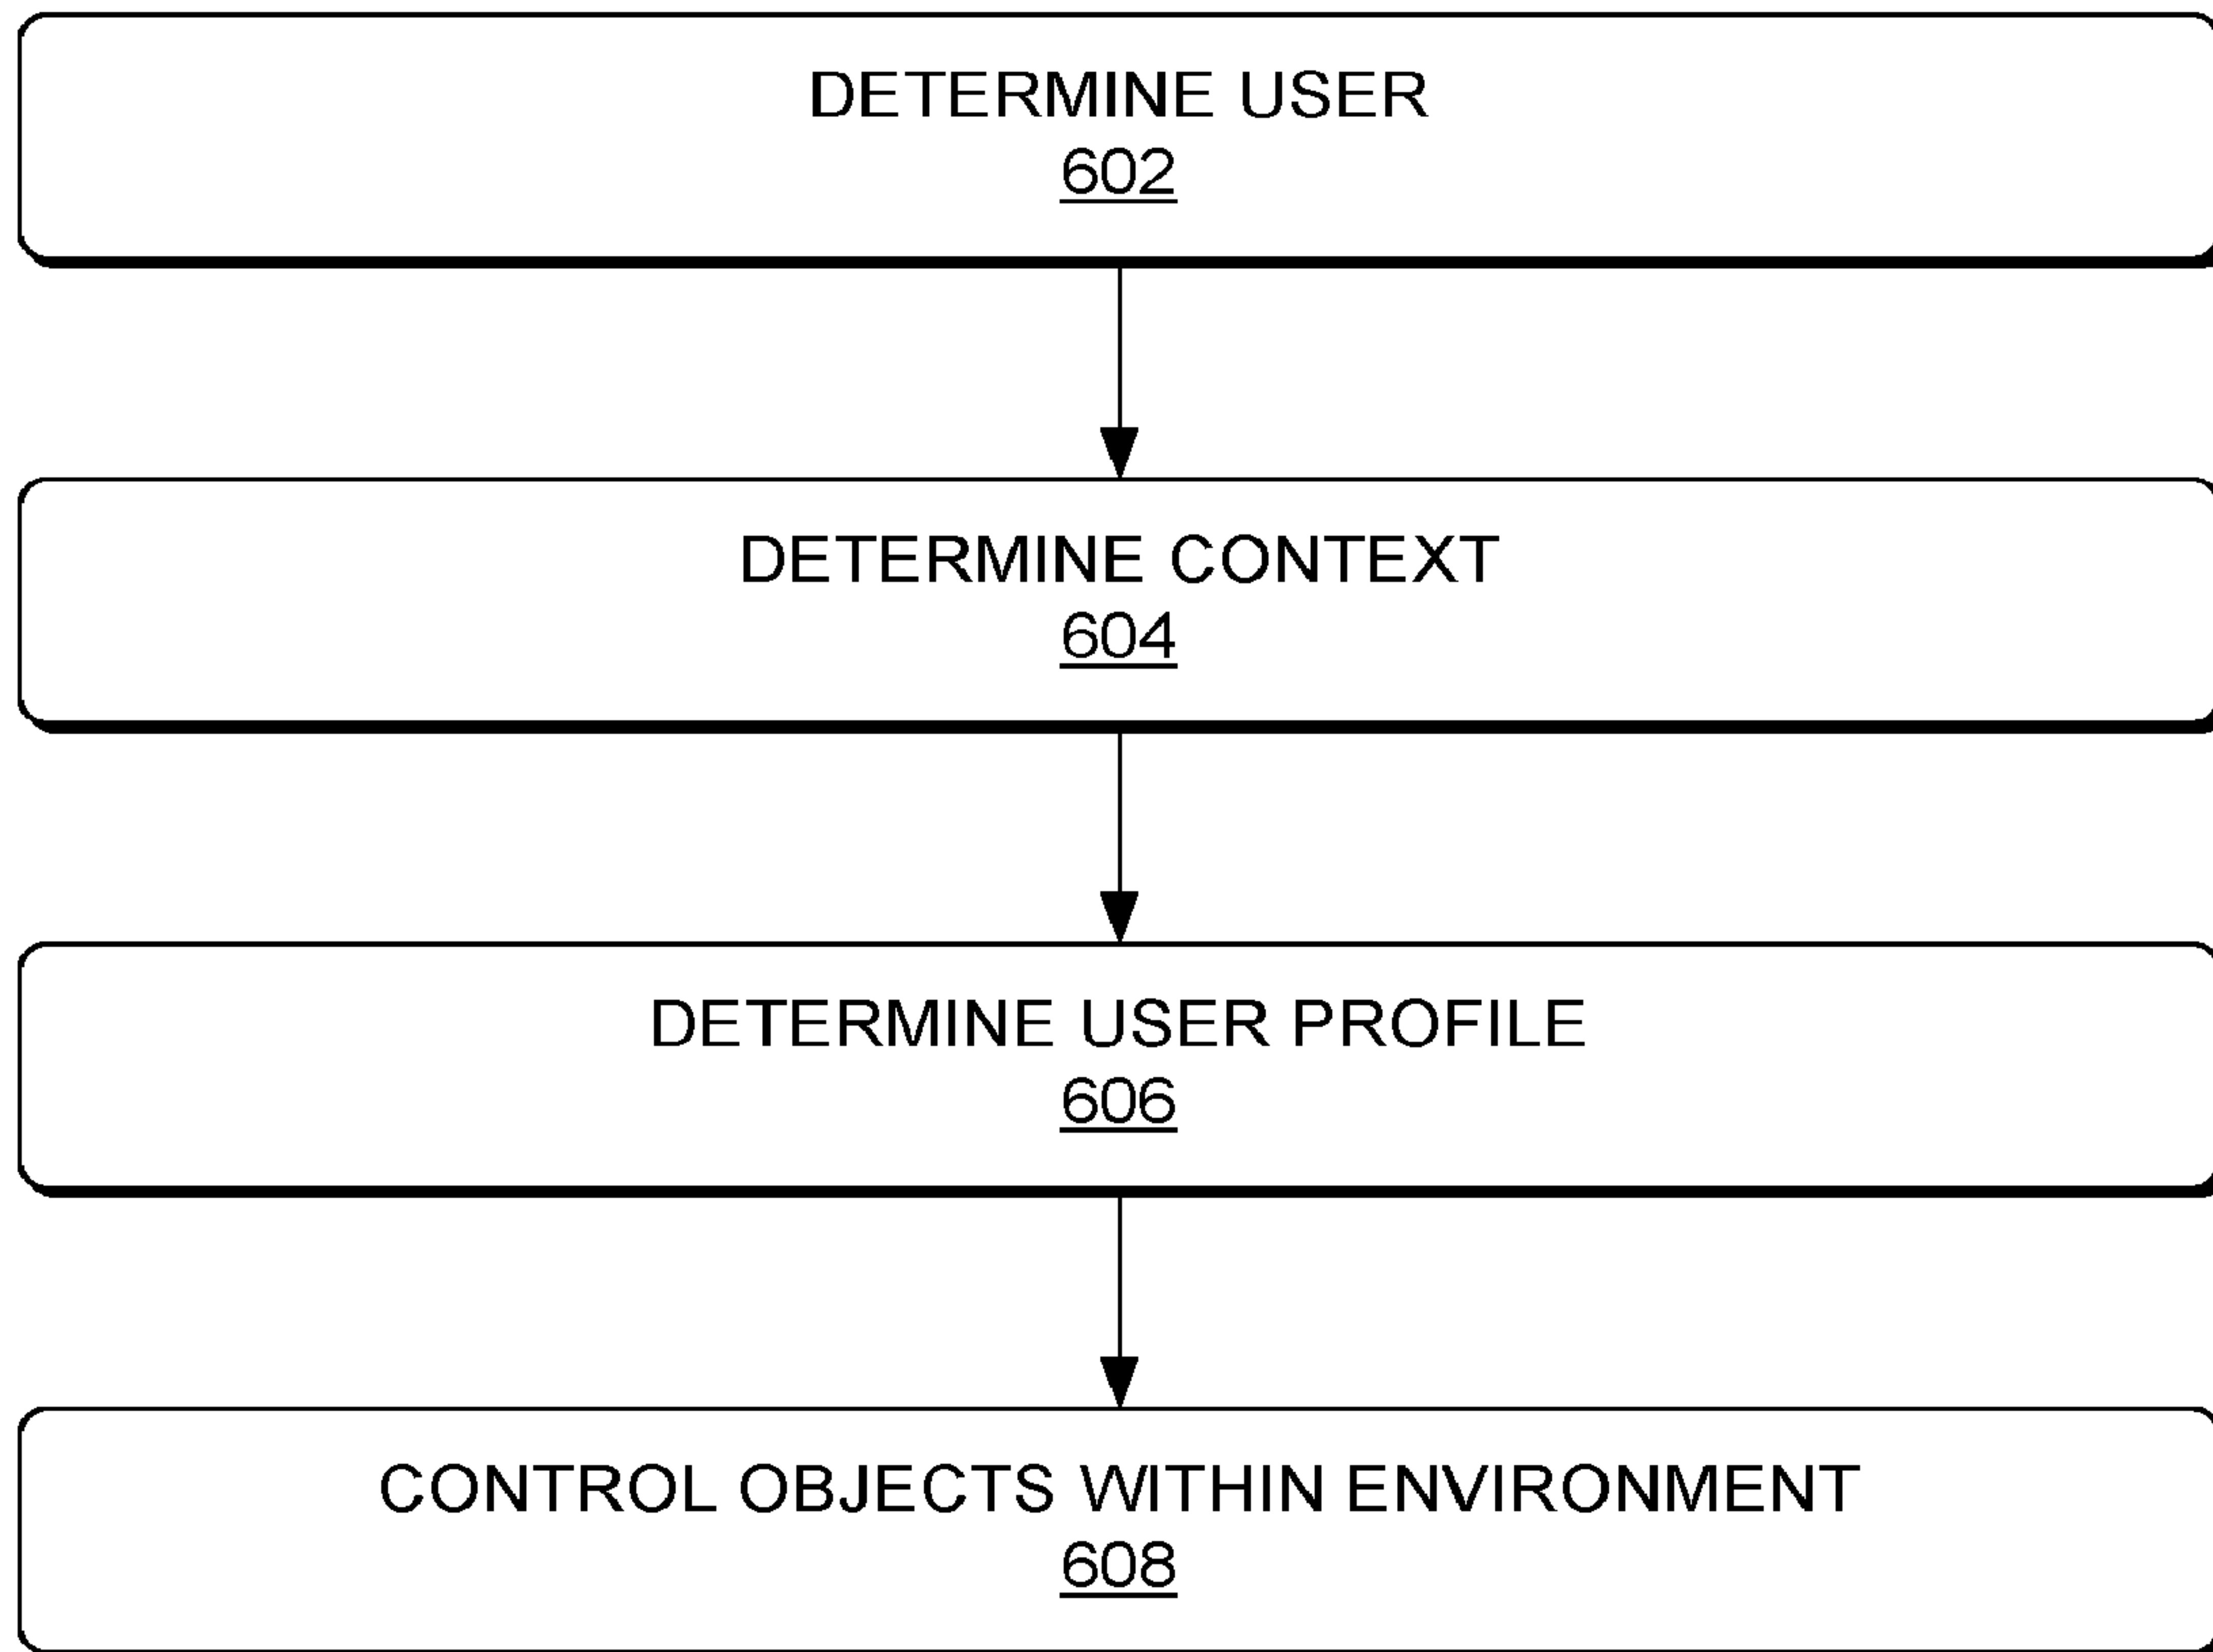 DETERMINE USER
602
DETERMINE CONTEXT
604
DETERMINE USER PROFILE
606
CONTROL OBJECTS WITHIN ENVIRONMENT
608